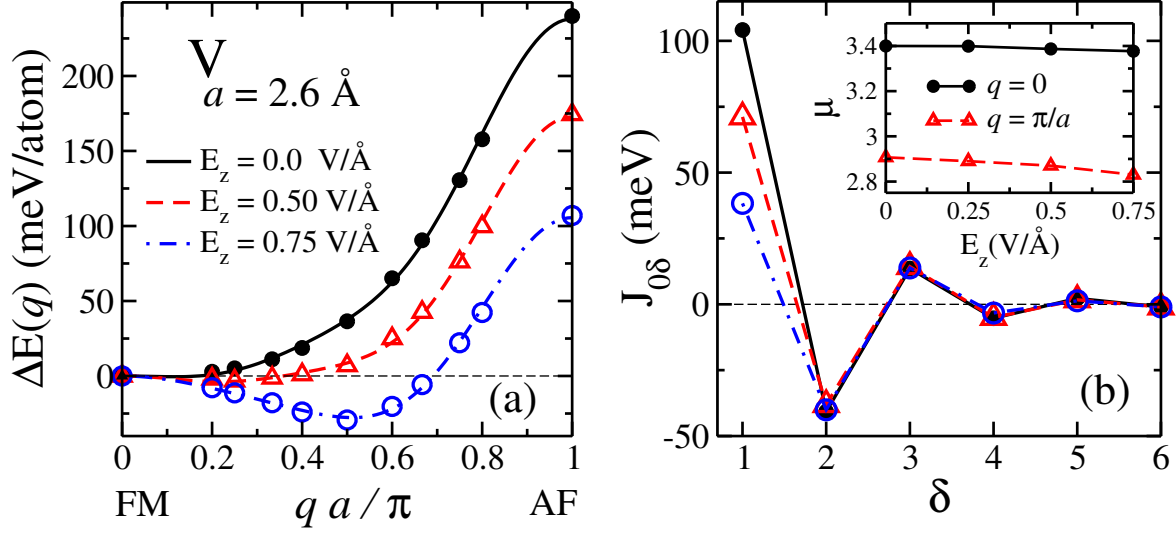 V
a = 2.6 Å
E_z = 0.0 V/Å
E_z = 0.50 V/Å
E_z = 0.75 V/Å
ΔE(q) (meV/atom)
200
150
100
50
0
(a)
0 0.2 0.4 0.6 0.8 1
FM q a / π AF
J_0δ (meV)
100
50
0
-50
(b)
1 2 3 4 5 6
δ
μ
3.4
3.2
3
2.8
q = 0
q = π/a
0 0.25 0.5 0.75
E_z(V/Å)